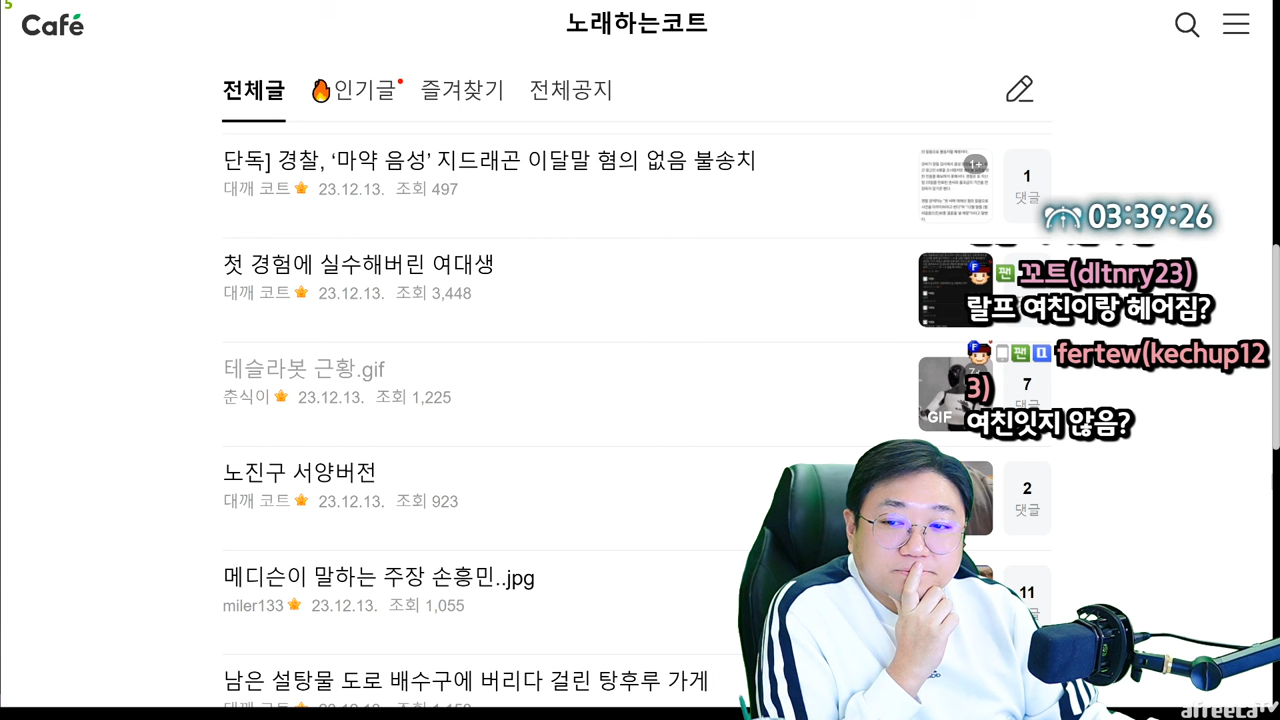 5
Café
노래하는코트
전체글
인기글
즐겨찾기
전체공지
단독] 경찰, ‘마약 음성’ 지드래곤 이달말 혐의 없음 불송치
대깨 코트 23.12.13. 조회 497
1+
1
댓글
03:39:26
첫 경험에 실수해버린 여대생
대깨 코트 23.12.13. 조회 3,448
F 팬 꼬트(dltnry23)
랄프 여친이랑 헤어짐?
테슬라봇 근황.gif
춘식이 23.12.13. 조회 1,225
GIF
7
댓글
F 팬 fertew(kechup12
3)
여친잇지 않음?
노진구 서양버전
대깨 코트 23.12.13. 조회 923
2
댓글
메디슨이 말하는 주장 손흥민..jpg
miler133 23.12.13. 조회 1,055
11
남은 설탕물 도로 배수구에 버리다 걸린 탕후루 가게
afreecaTV